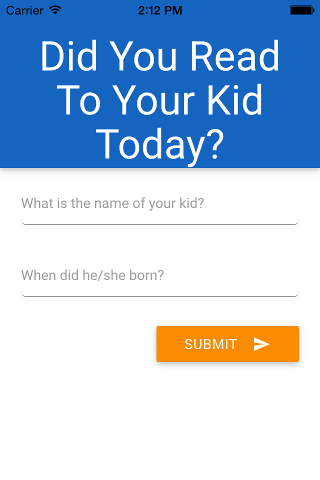 Carrier 2:12 PM
Did You Read
To Your Kid
Today?
What is the name of your kid?
When did he/she born?
SUBMIT